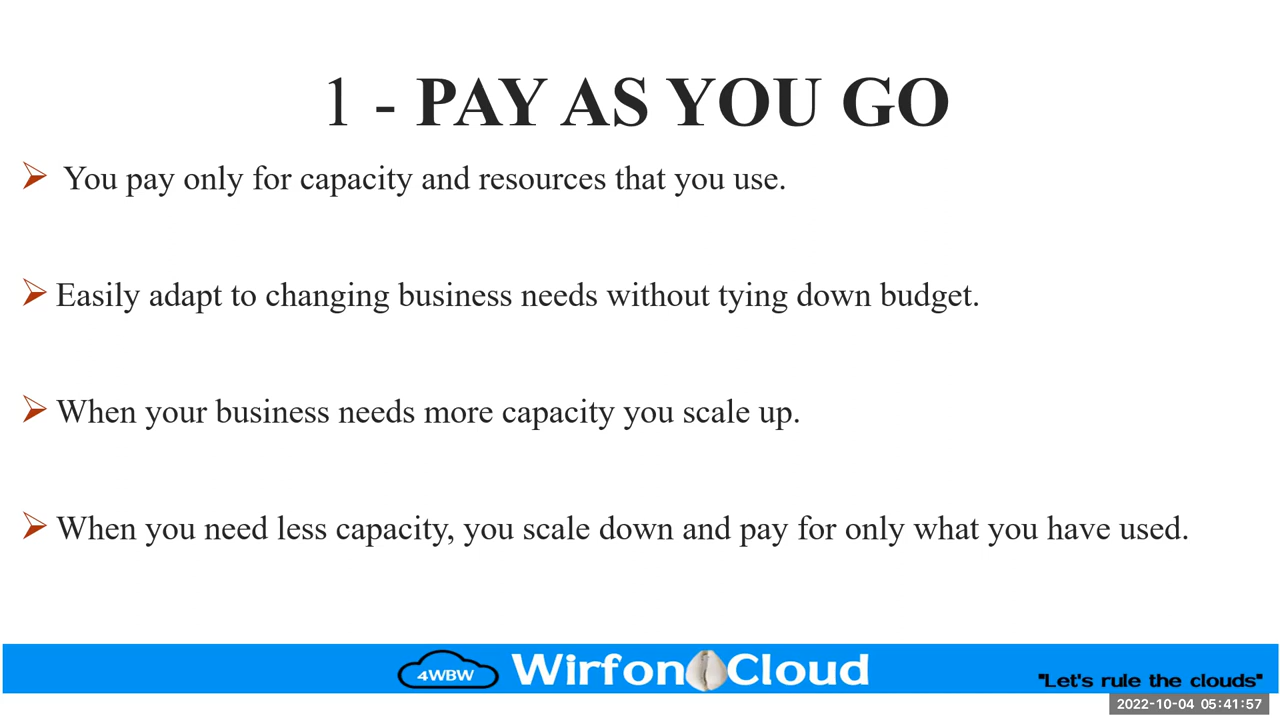 1 - PAY AS YOU GO
You pay only for capacity and resources that you use.
Easily adapt to changing business needs without tying down budget.
When your business needs more capacity you scale up.
When you need less capacity, you scale down and pay for only what you have used.
4WBW Wirfon Cloud
"Let's rule the clouds"
2022-10-04 05:41:57